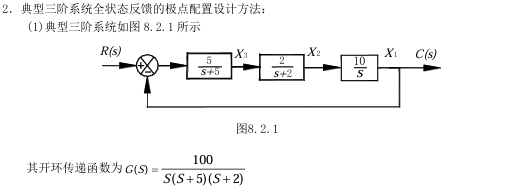 2. 典型三阶系统全状态反馈的极点配置设计方法:
(1)典型三阶系统如图 8.2.1 所示
R(s) 5/(s+5) X3 2/(s+2) X2 10/s X1 C(s)
图8.2.1
其开环传递函数为 G(S) = 100/(S(S+5)(S+2))